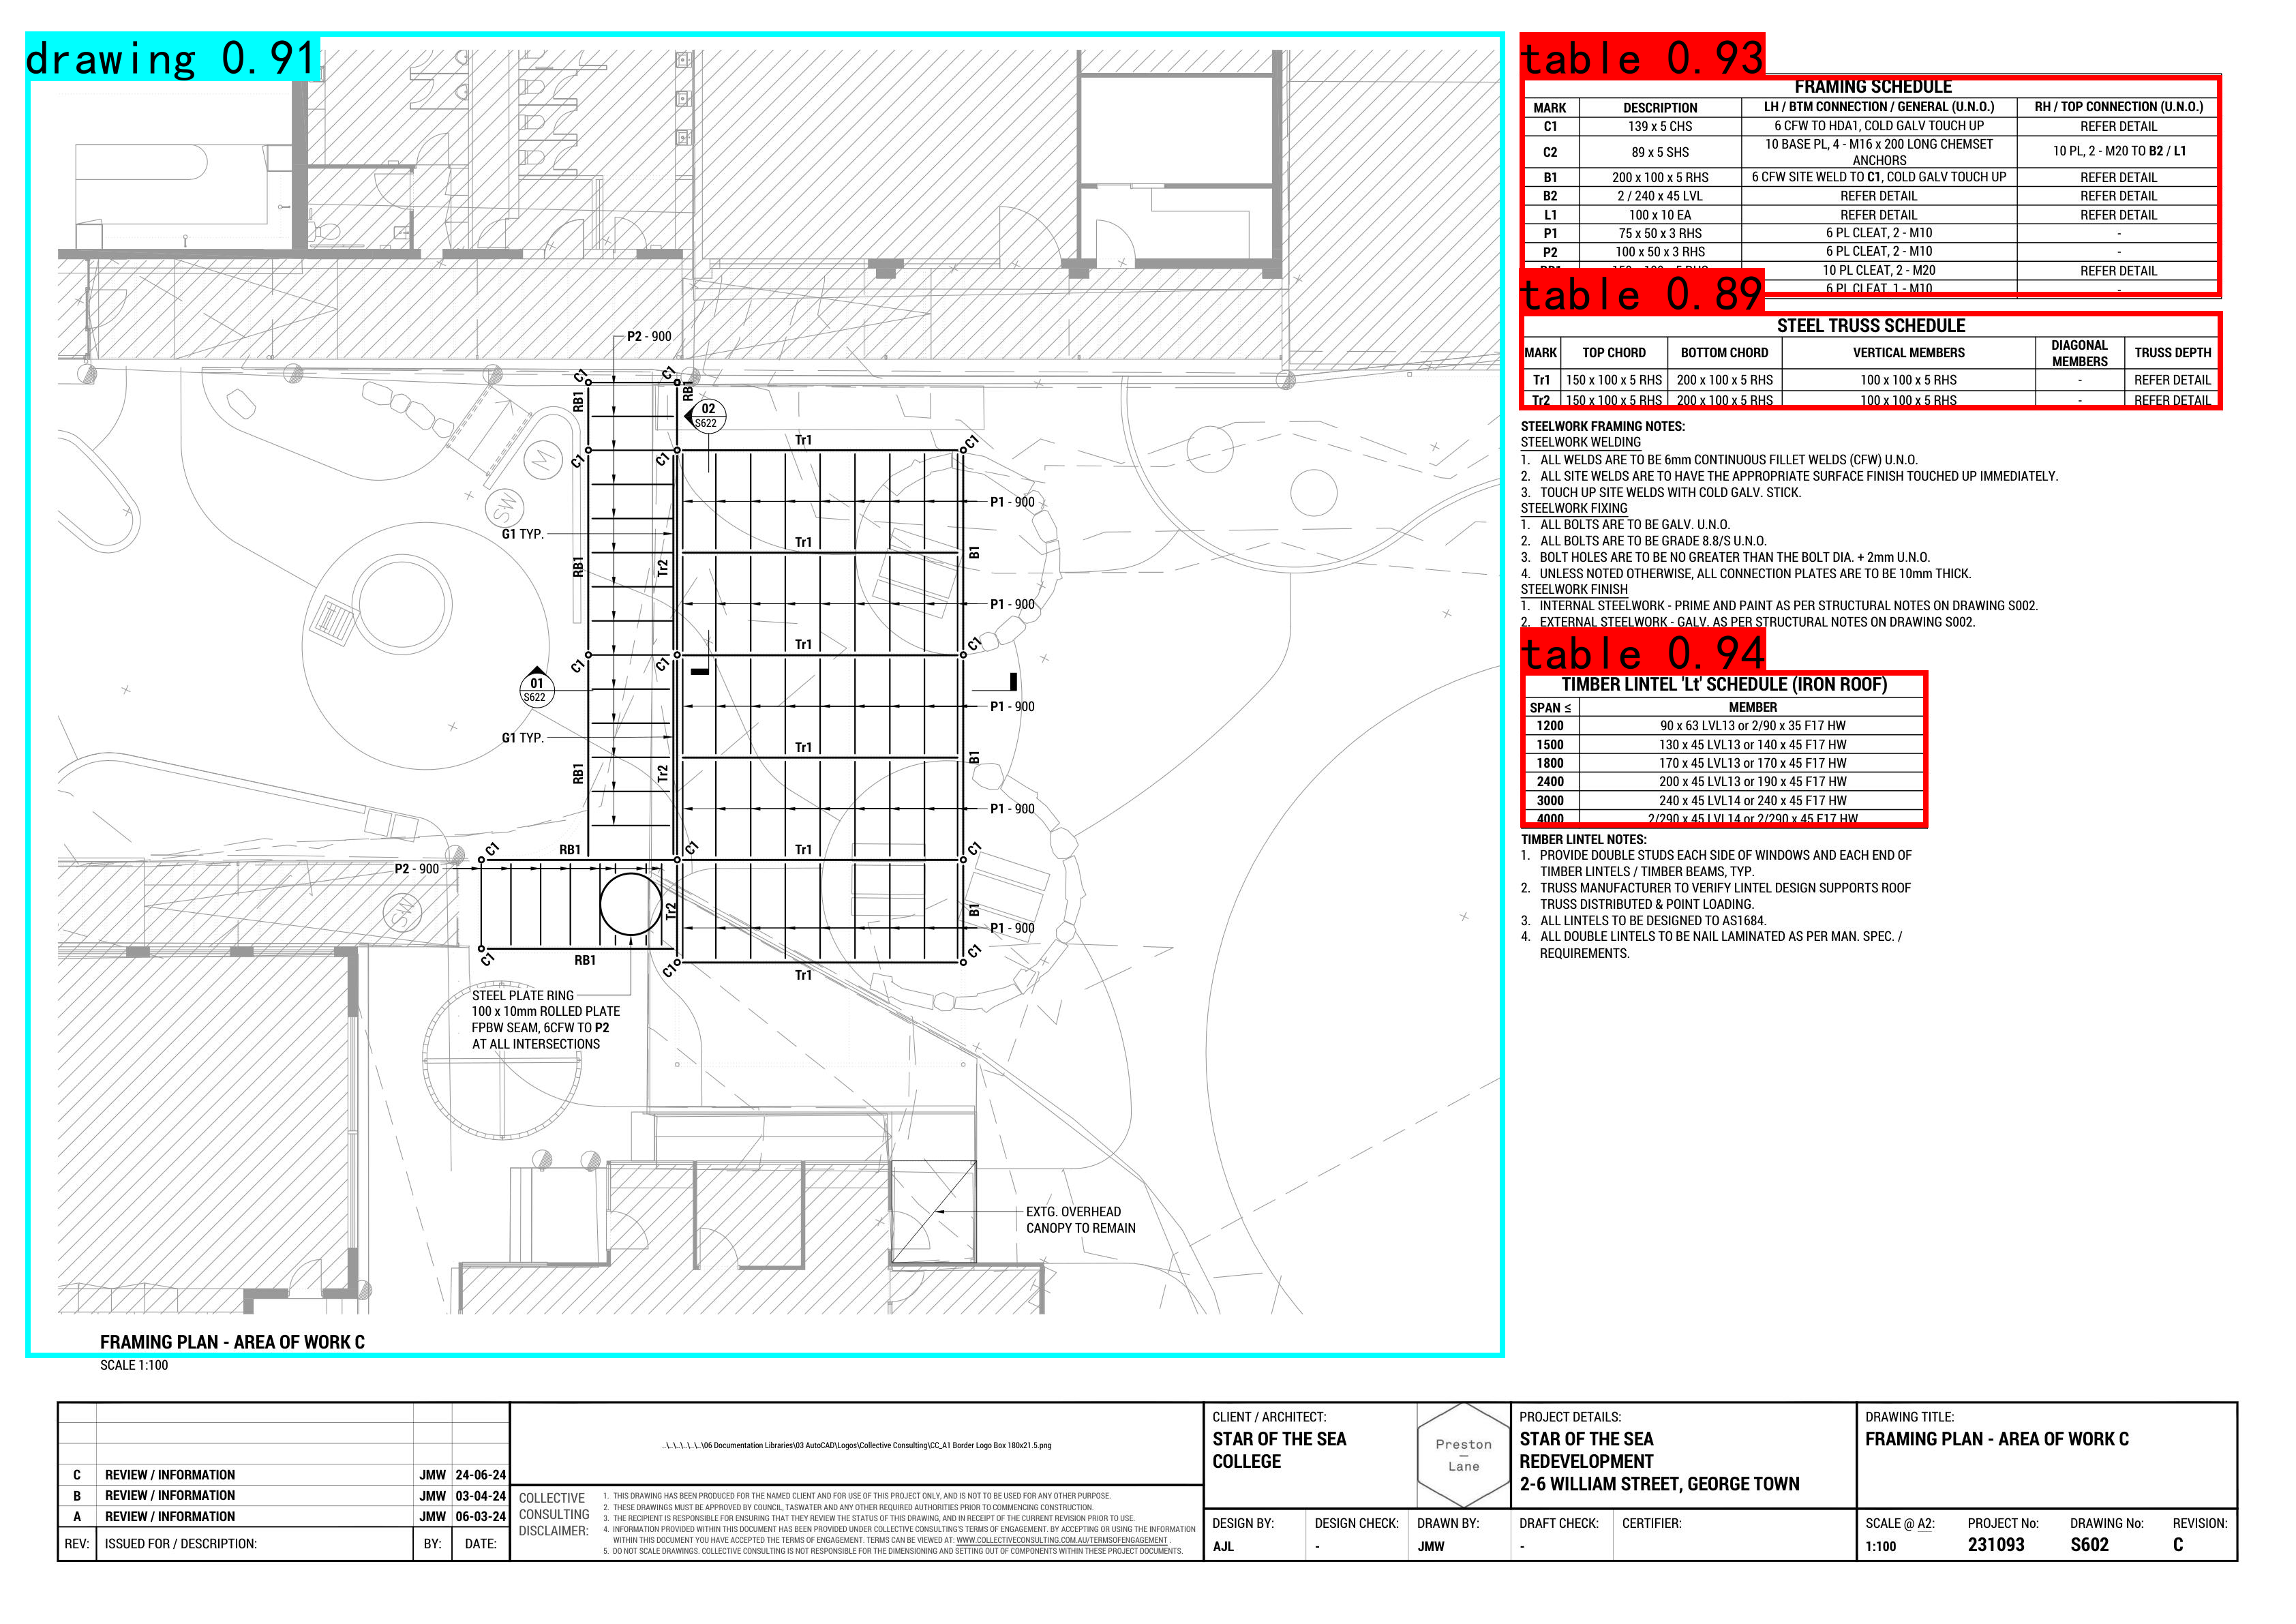 drawing 0.91
P2 - 900
C1
C1
RB1
RB1
02
S622
C1
C1
Tr1
C1
M
SW
P1 - 900
G1 TYP.
Tr1
B1
RB1
Tr2
P1 - 900
Tr1
C1
C1
C1
01
S622
P1 - 900
G1 TYP.
Tr1
B1
RB1
Tr2
P1 - 900
C1
RB1
C1
Tr1
C1
P2 - 900
SW
Tr2
B1
P1 - 900
C1
RB1
C1
Tr1
C1
STEEL PLATE RING
100 x 10mm ROLLED PLATE
FPBW SEAM, 6CFW TO P2
AT ALL INTERSECTIONS
EXTG. OVERHEAD
CANOPY TO REMAIN
FRAMING PLAN - AREA OF WORK C
SCALE 1:100
table 0.93
FRAMING SCHEDULE
MARK DESCRIPTION LH / BTM CONNECTION / GENERAL (U.N.O.) RH / TOP CONNECTION (U.N.O.)
C1 139 x 5 CHS 6 CFW TO HDA1, COLD GALV TOUCH UP REFER DETAIL
C2 89 x 5 SHS 10 BASE PL, 4 - M16 x 200 LONG CHEMSET ANCHORS 10 PL, 2 - M20 TO B2 / L1
B1 200 x 100 x 5 RHS 6 CFW SITE WELD TO C1, COLD GALV TOUCH UP REFER DETAIL
B2 2 / 240 x 45 LVL REFER DETAIL REFER DETAIL
L1 100 x 10 EA REFER DETAIL REFER DETAIL
P1 75 x 50 x 3 RHS 6 PL CLEAT, 2 - M10 -
P2 100 x 50 x 3 RHS 6 PL CLEAT, 2 - M10 -
10 PL CLEAT, 2 - M20 REFER DETAIL
6 PL CLEAT, 1 - M10 -
table 0.89
STEEL TRUSS SCHEDULE
MARK TOP CHORD BOTTOM CHORD VERTICAL MEMBERS DIAGONAL MEMBERS TRUSS DEPTH
Tr1 150 x 100 x 5 RHS 200 x 100 x 5 RHS 100 x 100 x 5 RHS - REFER DETAIL
Tr2 150 x 100 x 5 RHS 200 x 100 x 5 RHS 100 x 100 x 5 RHS - REFER DETAIL
STEELWORK FRAMING NOTES:
STEELWORK WELDING
1. ALL WELDS ARE TO BE 6mm CONTINUOUS FILLET WELDS (CFW) U.N.O.
2. ALL SITE WELDS ARE TO HAVE THE APPROPRIATE SURFACE FINISH TOUCHED UP IMMEDIATELY.
3. TOUCH UP SITE WELDS WITH COLD GALV. STICK.
STEELWORK FIXING
1. ALL BOLTS ARE TO BE GALV. U.N.O.
2. ALL BOLTS ARE TO BE GRADE 8.8/S U.N.O.
3. BOLT HOLES ARE TO BE NO GREATER THAN THE BOLT DIA. + 2mm U.N.O.
4. UNLESS NOTED OTHERWISE, ALL CONNECTION PLATES ARE TO BE 10mm THICK.
STEELWORK FINISH
1. INTERNAL STEELWORK - PRIME AND PAINT AS PER STRUCTURAL NOTES ON DRAWING S002.
2. EXTERNAL STEELWORK - GALV. AS PER STRUCTURAL NOTES ON DRAWING S002.
table 0.94
TIMBER LINTEL 'Lt' SCHEDULE (IRON ROOF)
SPAN ≤ MEMBER
1200 90 x 63 LVL13 or 2/90 x 35 F17 HW
1500 130 x 45 LVL13 or 140 x 45 F17 HW
1800 170 x 45 LVL13 or 170 x 45 F17 HW
2400 200 x 45 LVL13 or 190 x 45 F17 HW
3000 240 x 45 LVL14 or 240 x 45 F17 HW
4000 2/290 x 45 LVL14 or 2/290 x 45 F17 HW
TIMBER LINTEL NOTES:
1. PROVIDE DOUBLE STUDS EACH SIDE OF WINDOWS AND EACH END OF
TIMBER LINTELS / TIMBER BEAMS, TYP.
2. TRUSS MANUFACTURER TO VERIFY LINTEL DESIGN SUPPORTS ROOF
TRUSS DISTRIBUTED & POINT LOADING.
3. ALL LINTELS TO BE DESIGNED TO AS1684.
4. ALL DOUBLE LINTELS TO BE NAIL LAMINATED AS PER MAN. SPEC. /
REQUIREMENTS.
C REVIEW / INFORMATION JMW 24-06-24
B REVIEW / INFORMATION JMW 03-04-24
A REVIEW / INFORMATION JMW 06-03-24
REV: ISSUED FOR / DESCRIPTION: BY: DATE:
..\..\..\..\..\..\06 Documentation Libraries\03 AutoCAD\Logos\Collective Consulting\CC_A1 Border Logo Box 180x21.5.png
COLLECTIVE
CONSULTING
DISCLAIMER:
1. THIS DRAWING HAS BEEN PRODUCED FOR THE NAMED CLIENT AND FOR USE OF THIS PROJECT ONLY, AND IS NOT TO BE USED FOR ANY OTHER PURPOSE.
2. THESE DRAWINGS MUST BE APPROVED BY COUNCIL, TASWATER AND ANY OTHER REQUIRED AUTHORITIES PRIOR TO COMMENCING CONSTRUCTION.
3. THE RECIPIENT IS RESPONSIBLE FOR ENSURING THAT THEY REVIEW THE STATUS OF THIS DRAWING, AND IN RECEIPT OF THE CURRENT REVISION PRIOR TO USE.
4. INFORMATION PROVIDED WITHIN THIS DOCUMENT HAS BEEN PROVIDED UNDER COLLECTIVE CONSULTING'S TERMS OF ENGAGEMENT. BY ACCEPTING OR USING THE INFORMATION
WITHIN THIS DOCUMENT YOU HAVE ACCEPTED THE TERMS OF ENGAGEMENT. TERMS CAN BE VIEWED AT: WWW.COLLECTIVECONSULTING.COM.AU/TERMSOFENGAGEMENT .
5. DO NOT SCALE DRAWINGS. COLLECTIVE CONSULTING IS NOT RESPONSIBLE FOR THE DIMENSIONING AND SETTING OUT OF COMPONENTS WITHIN THESE PROJECT DOCUMENTS.
CLIENT / ARCHITECT:
STAR OF THE SEA
COLLEGE
Preston
—
Lane
PROJECT DETAILS:
STAR OF THE SEA
REDEVELOPMENT
2-6 WILLIAM STREET, GEORGE TOWN
DRAWING TITLE:
FRAMING PLAN - AREA OF WORK C
DESIGN BY: DESIGN CHECK: DRAWN BY: DRAFT CHECK: CERTIFIER:
AJL - JMW -
SCALE @ A2: PROJECT No: DRAWING No: REVISION:
1:100 231093 S602 C